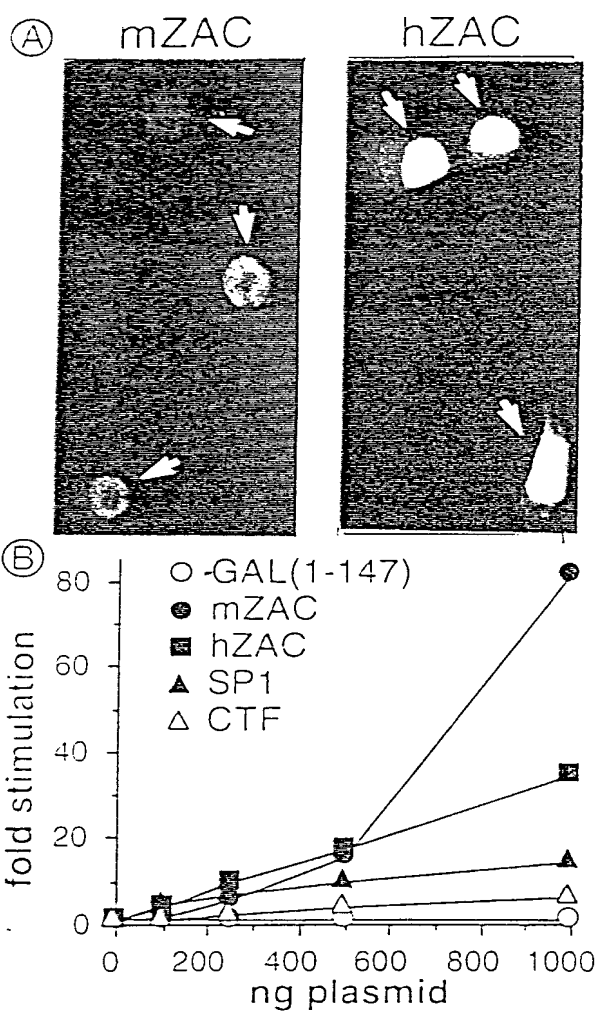 A mZAC hZAC
B
○ -GAL(1-147)
● mZAC
■ hZAC
▲ SP1
△ CTF
fold stimulation
80
60
40
20
0
0 200 400 600 800 1000
ng plasmid